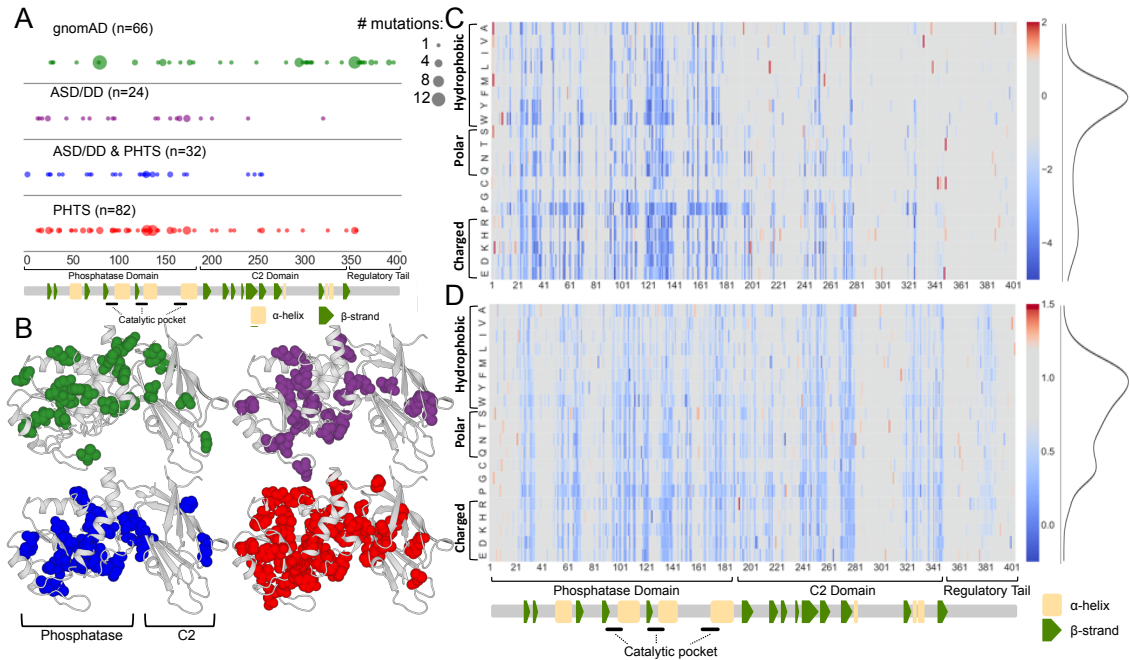 A
gnomAD (n=66)
# mutations:
1
4
8
12
ASD/DD (n=24)
ASD/DD & PHTS (n=32)
PHTS (n=82)
0 50 100 150 200 250 300 350 400
Phosphatase Domain C2 Domain Regulatory Tail
Catalytic pocket
α-helix β-strand
B
Phosphatase C2
C
Hydrophobic
Polar
Charged
A
V
I
L
M
F
Y
W
S
T
N
Q
C
G
P
R
H
K
D
E
1 21 41 61 81 101 121 141 161 181 201 221 241 261 281 301 331 361 381 401
2
0
−2
−4
D
Hydrophobic
Polar
Charged
A
V
I
L
M
F
Y
W
S
T
N
Q
C
G
P
R
H
K
D
E
1 21 41 61 81 101 121 141 161 181 201 221 241 261 281 301 331 361 381 401
1.5
1.0
0.5
0.0
Phosphatase Domain C2 Domain Regulatory Tail
Catalytic pocket
α-helix
β-strand